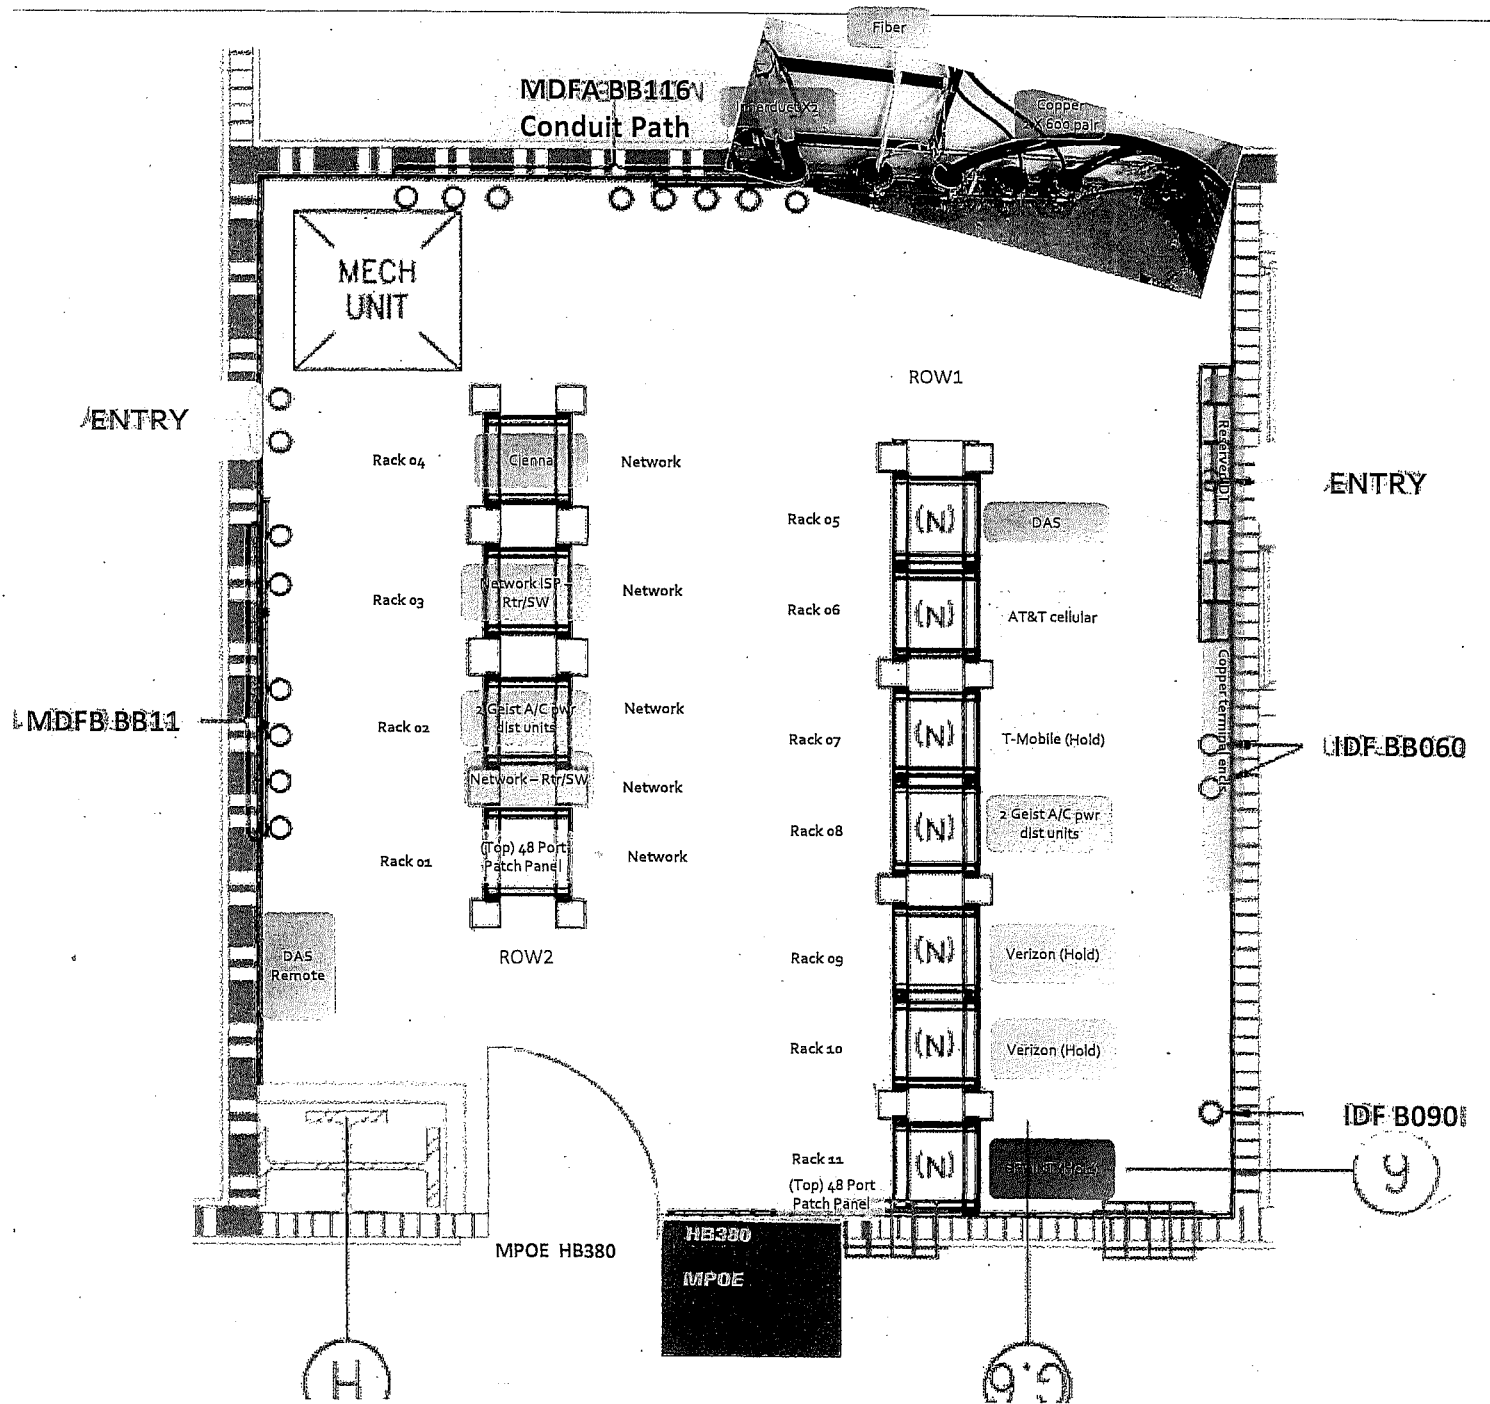 Fiber
MDFA BB116
Conduit Path
Innerduct X2
Copper
2 X 600 pair
MECH
UNIT
ROW1
ENTRY
Rack 04
Cienna
Network
Reserved IDT
ENTRY
Rack 05
(N)
DAS
Rack 03
Network ISP –
Rtr/SW
Network
Rack 06
(N)
AT&T cellular
Copper terminal ends
MDFB BB11
Rack 02
2 Geist A/C pwr
dist units
Network
Rack 07
(N)
T-Mobile (Hold)
IDF BB060
Network – Rtr/SW
Network
Rack 08
(N)
2 Geist A/C pwr
dist units
Rack 01
(Top) 48 Port
Patch Panel
Network
DAS
Remote
ROW2
Rack 09
(N)
Verizon (Hold)
Rack 10
(N)
Verizon (Hold)
IDF B090
Rack 11
(Top) 48 Port
Patch Panel
(N)
9
MPOE HB380
HB380
MPOE
H
G.6